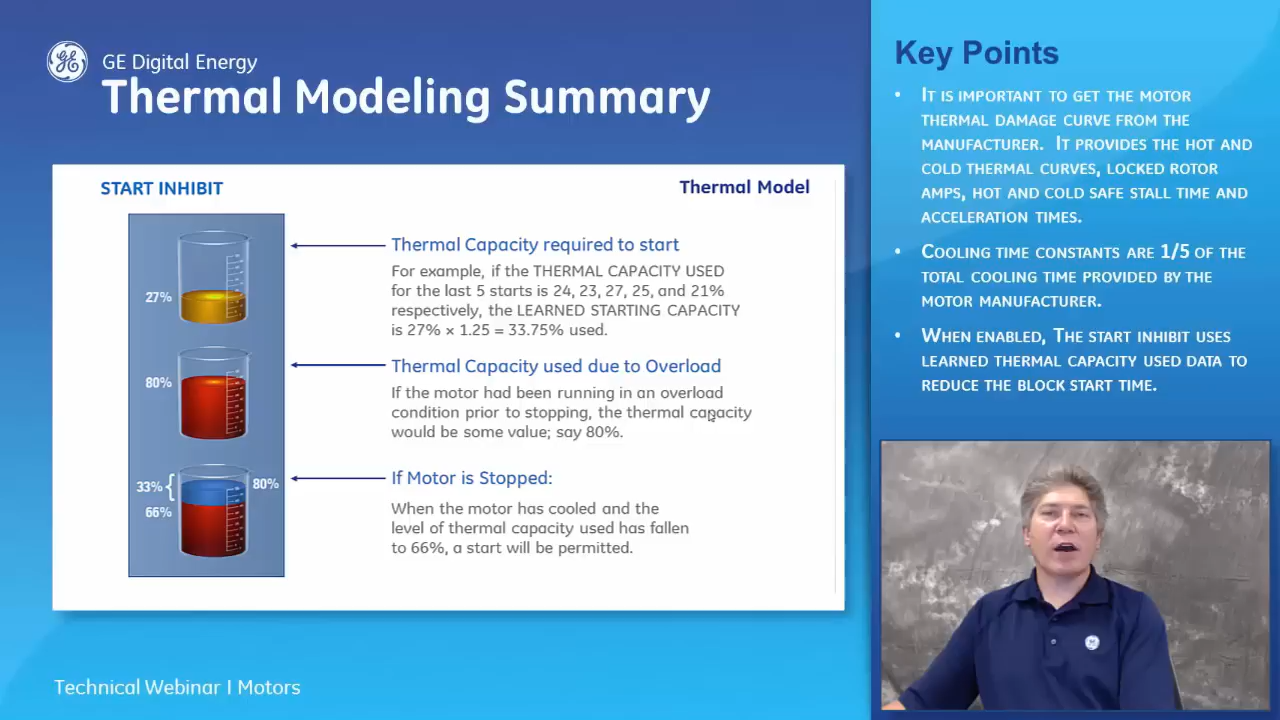 GE Digital Energy
Thermal Modeling Summary
START INHIBIT
Thermal Model
27%
Thermal Capacity required to start
For example, if the THERMAL CAPACITY USED
for the last 5 starts is 24, 23, 27, 25, and 21%
respectively, the LEARNED STARTING CAPACITY
is 27% × 1.25 = 33.75% used.
80%
Thermal Capacity used due to Overload
If the motor had been running in an overload
condition prior to stopping, the thermal capacity
would be some value; say 80%.
33%
80%
66%
If Motor is Stopped:
When the motor has cooled and the
level of thermal capacity used has fallen
to 66%, a start will be permitted.
Technical Webinar | Motors
Key Points
• IT IS IMPORTANT TO GET THE MOTOR
THERMAL DAMAGE CURVE FROM THE
MANUFACTURER. IT PROVIDES THE HOT AND
COLD THERMAL CURVES, LOCKED ROTOR
AMPS, HOT AND COLD SAFE STALL TIME AND
ACCELERATION TIMES.
• COOLING TIME CONSTANTS ARE 1/5 OF THE
TOTAL COOLING TIME PROVIDED BY THE
MOTOR MANUFACTURER.
• WHEN ENABLED, THE START INHIBIT USES
LEARNED THERMAL CAPACITY USED DATA TO
REDUCE THE BLOCK START TIME.